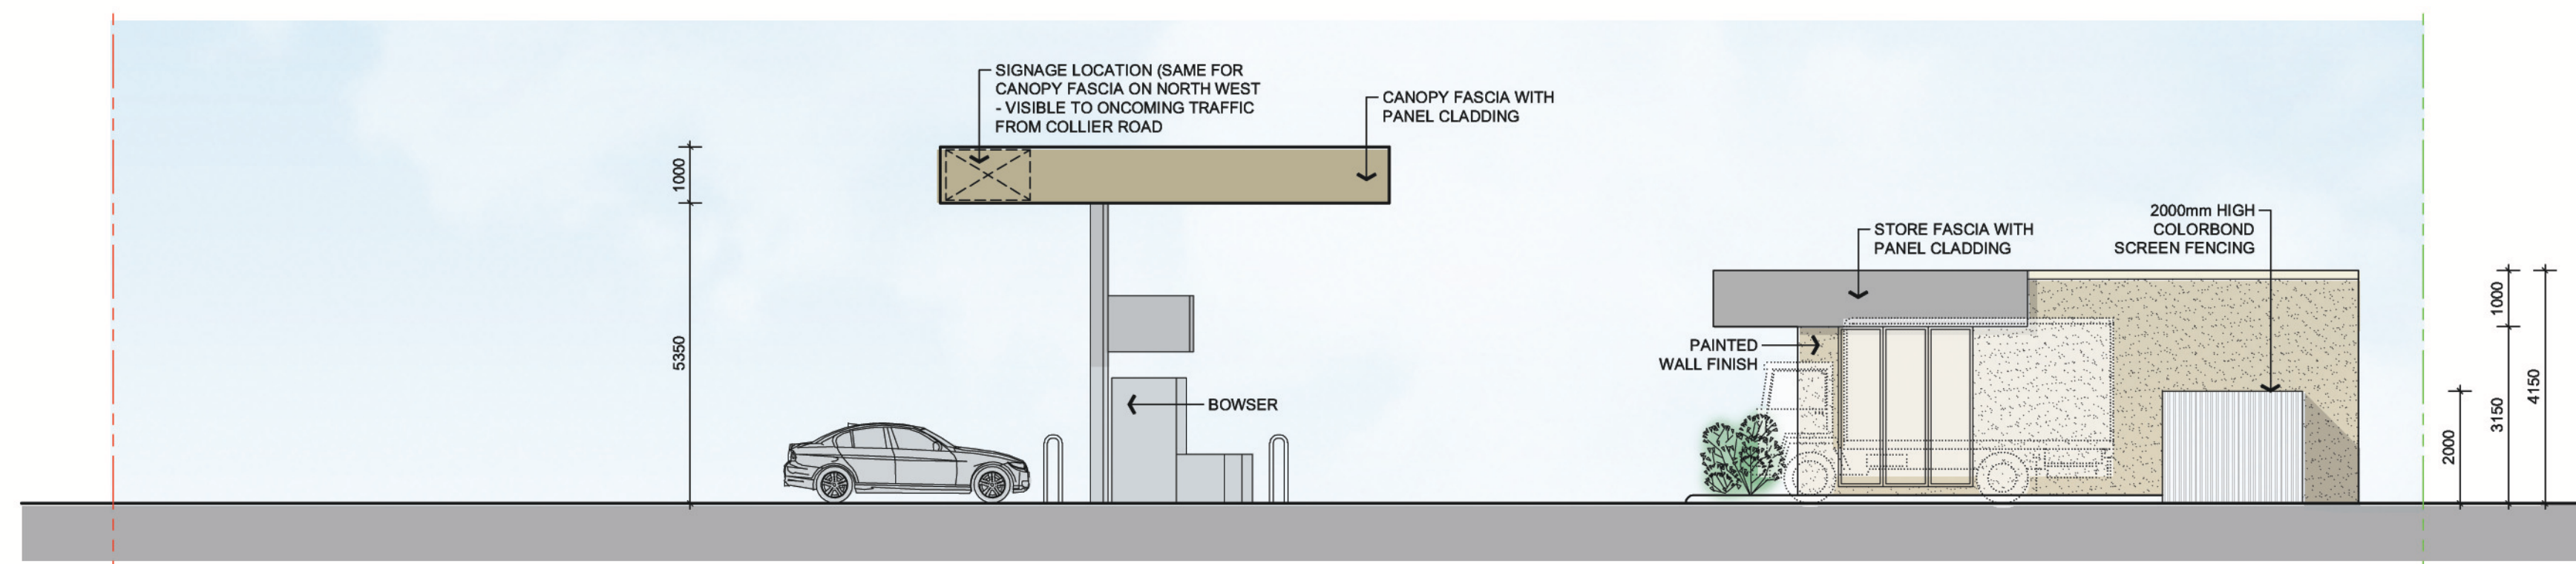 SIGNAGE LOCATION (SAME FOR
CANOPY FASCIA ON NORTH WEST
- VISIBLE TO ONCOMING TRAFFIC
FROM COLLIER ROAD
CANOPY FASCIA WITH
PANEL CLADDING
1000
5350
BOWSER
STORE FASCIA WITH
PANEL CLADDING
2000mm HIGH
COLORBOND
SCREEN FENCING
PAINTED
WALL FINISH
2000
1000
3150
4150